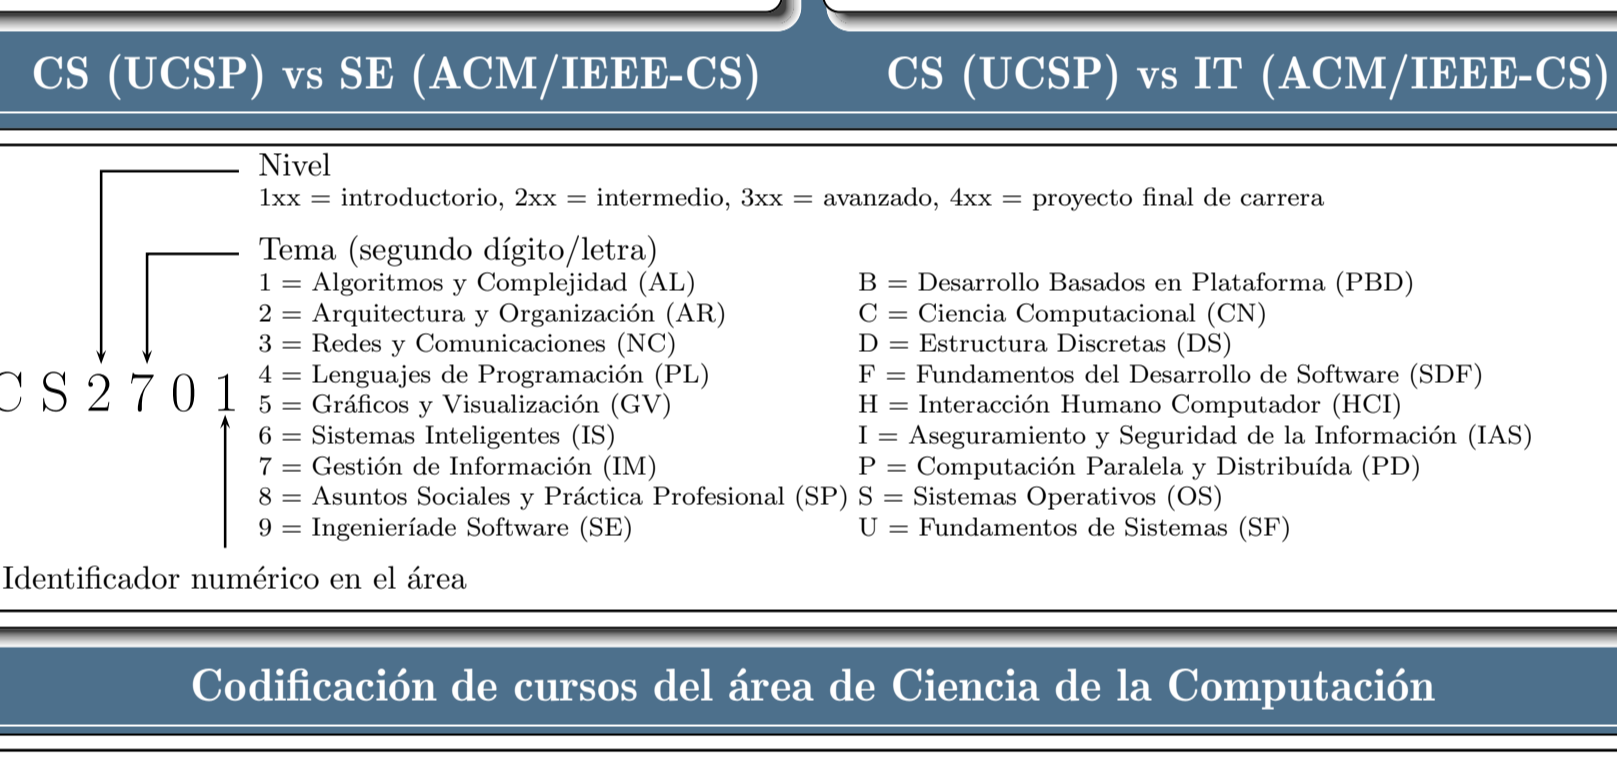 CS (UCSP) vs SE (ACM/IEEE-CS)
CS (UCSP) vs IT (ACM/IEEE-CS)
Nivel
1xx = introductorio, 2xx = intermedio, 3xx = avanzado, 4xx = proyecto final de carrera
Tema (segundo dígito/letra)
1 = Algoritmos y Complejidad (AL)
2 = Arquitectura y Organización (AR)
3 = Redes y Comunicaciones (NC)
4 = Lenguajes de Programación (PL)
5 = Gráficos y Visualización (GV)
6 = Sistemas Inteligentes (IS)
7 = Gestión de Información (IM)
8 = Asuntos Sociales y Práctica Profesional (SP)
9 = Ingenieríade Software (SE)
B = Desarrollo Basados en Plataforma (PBD)
C = Ciencia Computacional (CN)
D = Estructura Discretas (DS)
F = Fundamentos del Desarrollo de Software (SDF)
H = Interacción Humano Computador (HCI)
I = Aseguramiento y Seguridad de la Información (IAS)
P = Computación Paralela y Distribuída (PD)
S = Sistemas Operativos (OS)
U = Fundamentos de Sistemas (SF)
C S 2 7 0 1
Identificador numérico en el área
Codificación de cursos del área de Ciencia de la Computación